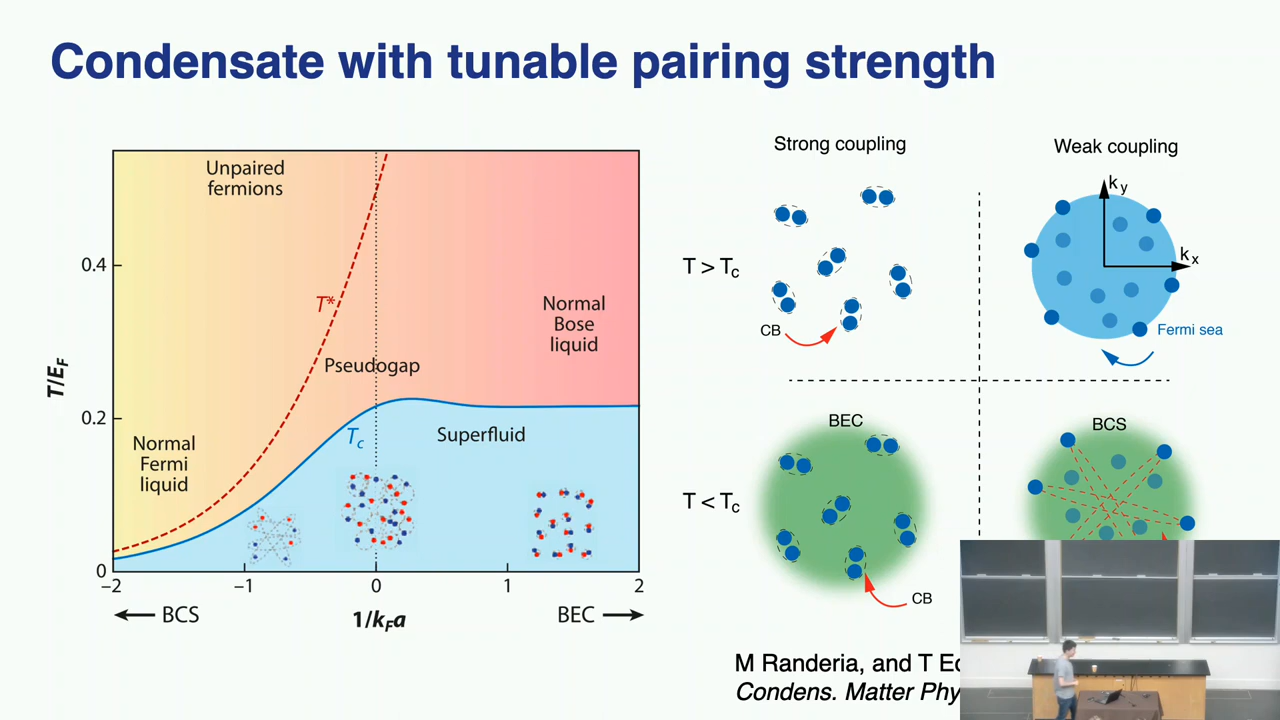 Condensate with tunable pairing strength
Unpaired
fermions
0.4
T*
Normal
Bose
liquid
Pseudogap
T/E_F
0.2
T_c
Superfluid
Normal
Fermi
liquid
0
−2
−1
0
1
2
BCS
1/k_Fa
BEC
Strong coupling
Weak coupling
k_y
k_x
T > T_c
CB
Fermi sea
BEC
BCS
T < T_c
CB
M Randeria, and T
Condens. Matter